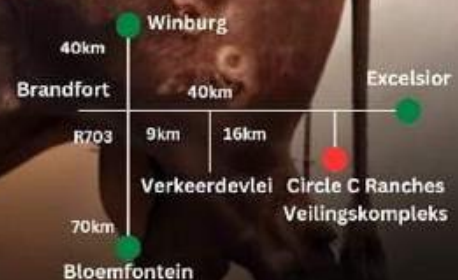 Winburg
40km
Excelsior
Brandfort
40km
R703
9km
16km
Verkeerdevlei
Circle C Ranches
Veilingskompleks
70km
Bloemfontein